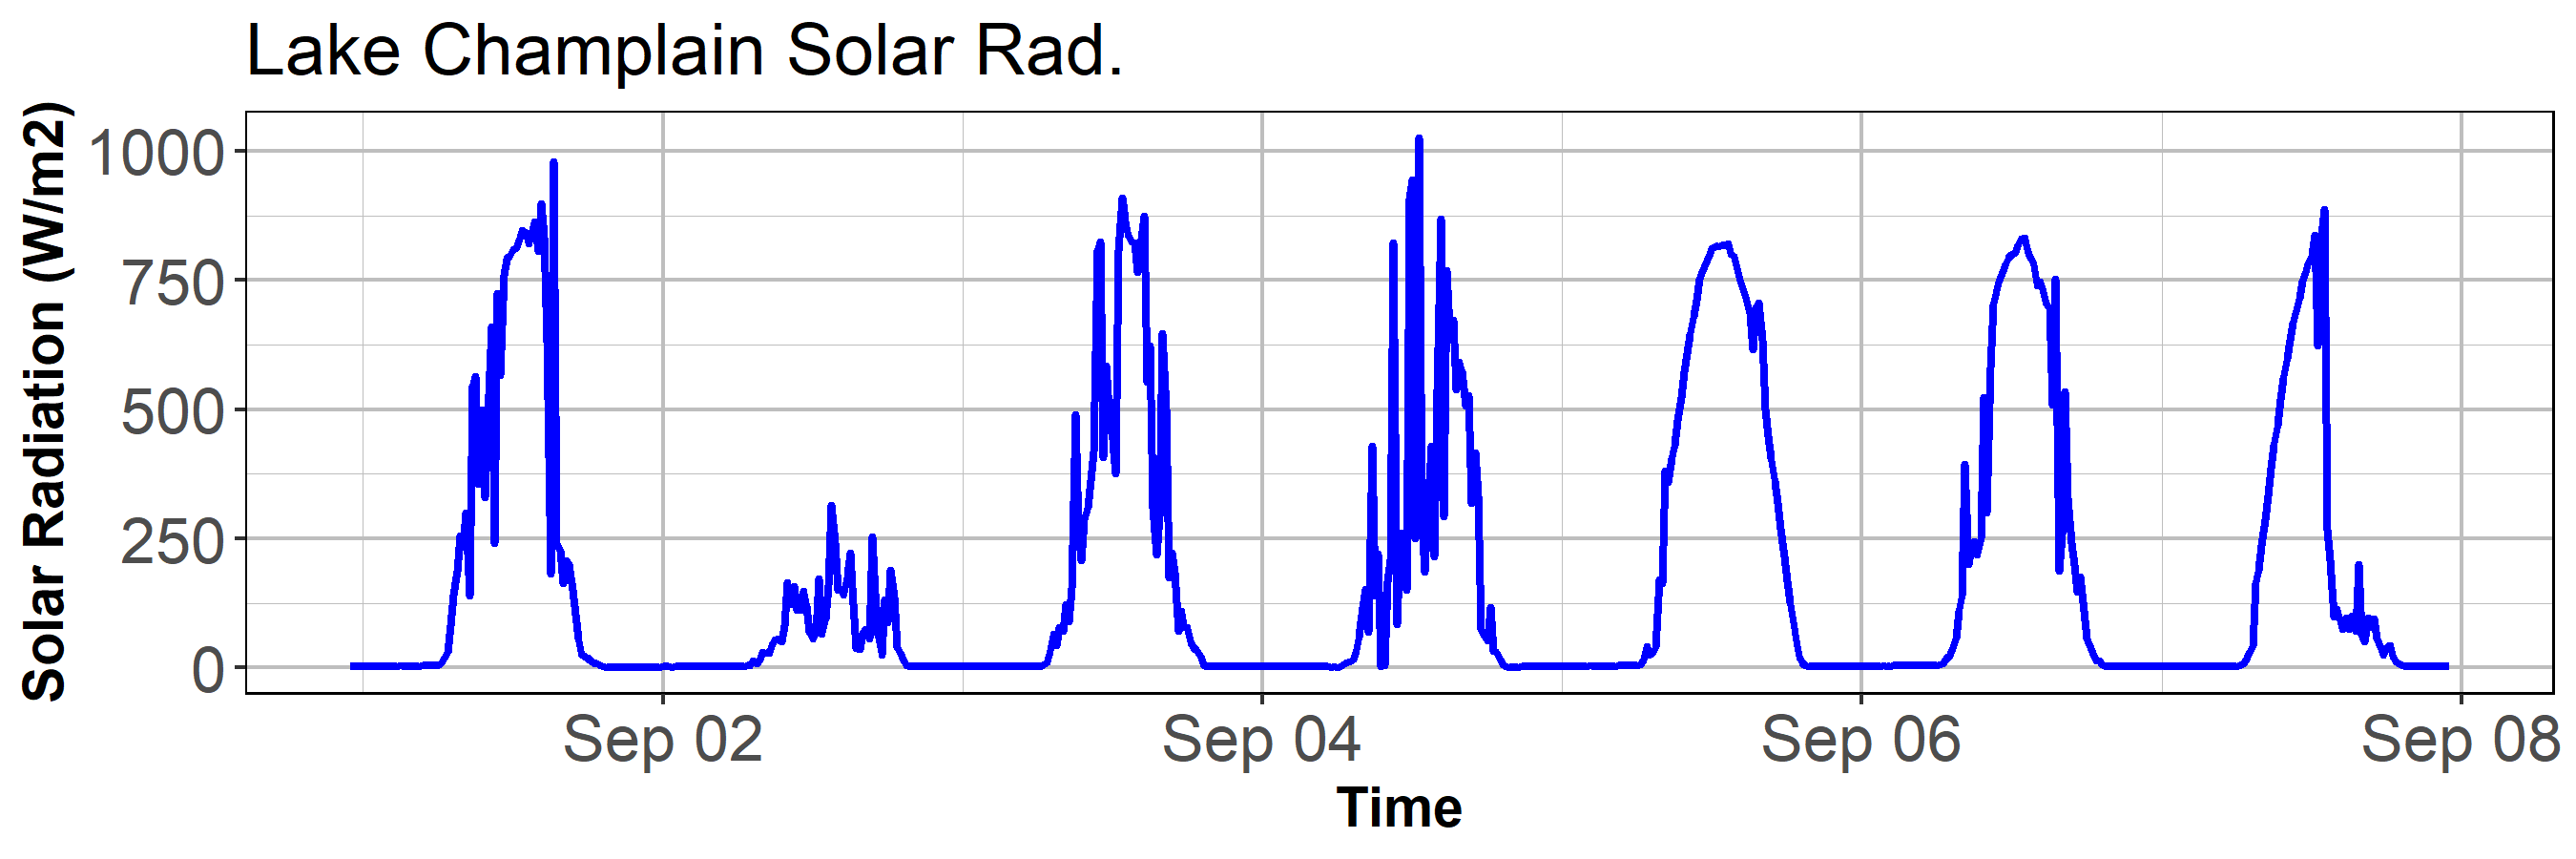 Lake Champlain Solar Rad.
Solar Radiation (W/m2)
1000
750
500
250
0
Sep 02
Sep 04
Sep 06
Sep 08
Time